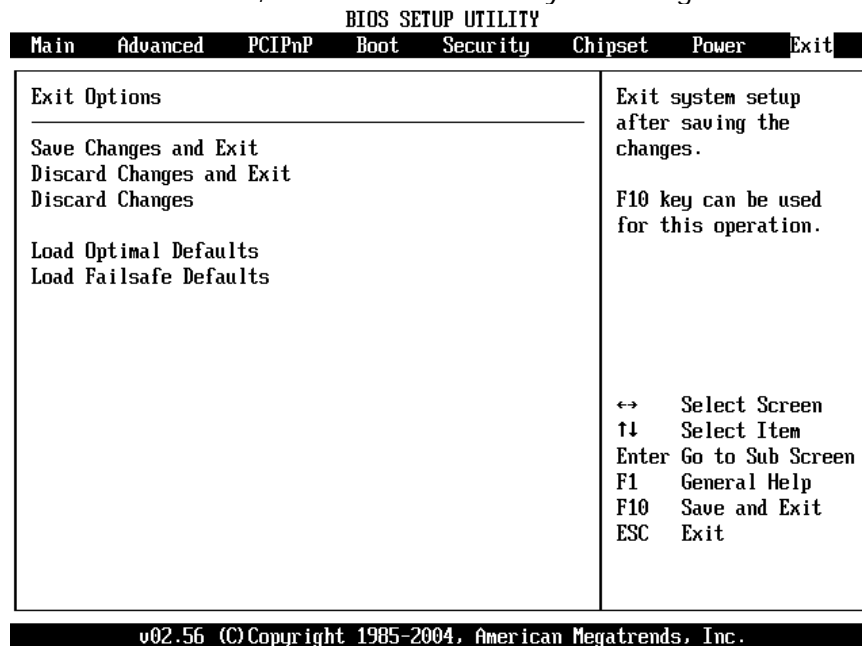 BIOS SETUP UTILITY
Main Advanced PCIPnP Boot Security Chipset Power Exit
Exit Options
Save Changes and Exit
Discard Changes and Exit
Discard Changes
Load Optimal Defaults
Load Failsafe Defaults
Exit system setup
after saving the
changes.
F10 key can be used
for this operation.
↔ Select Screen
↑↓ Select Item
Enter Go to Sub Screen
F1 General Help
F10 Save and Exit
ESC Exit
v02.56 (C)Copyright 1985-2004, American Megatrends, Inc.